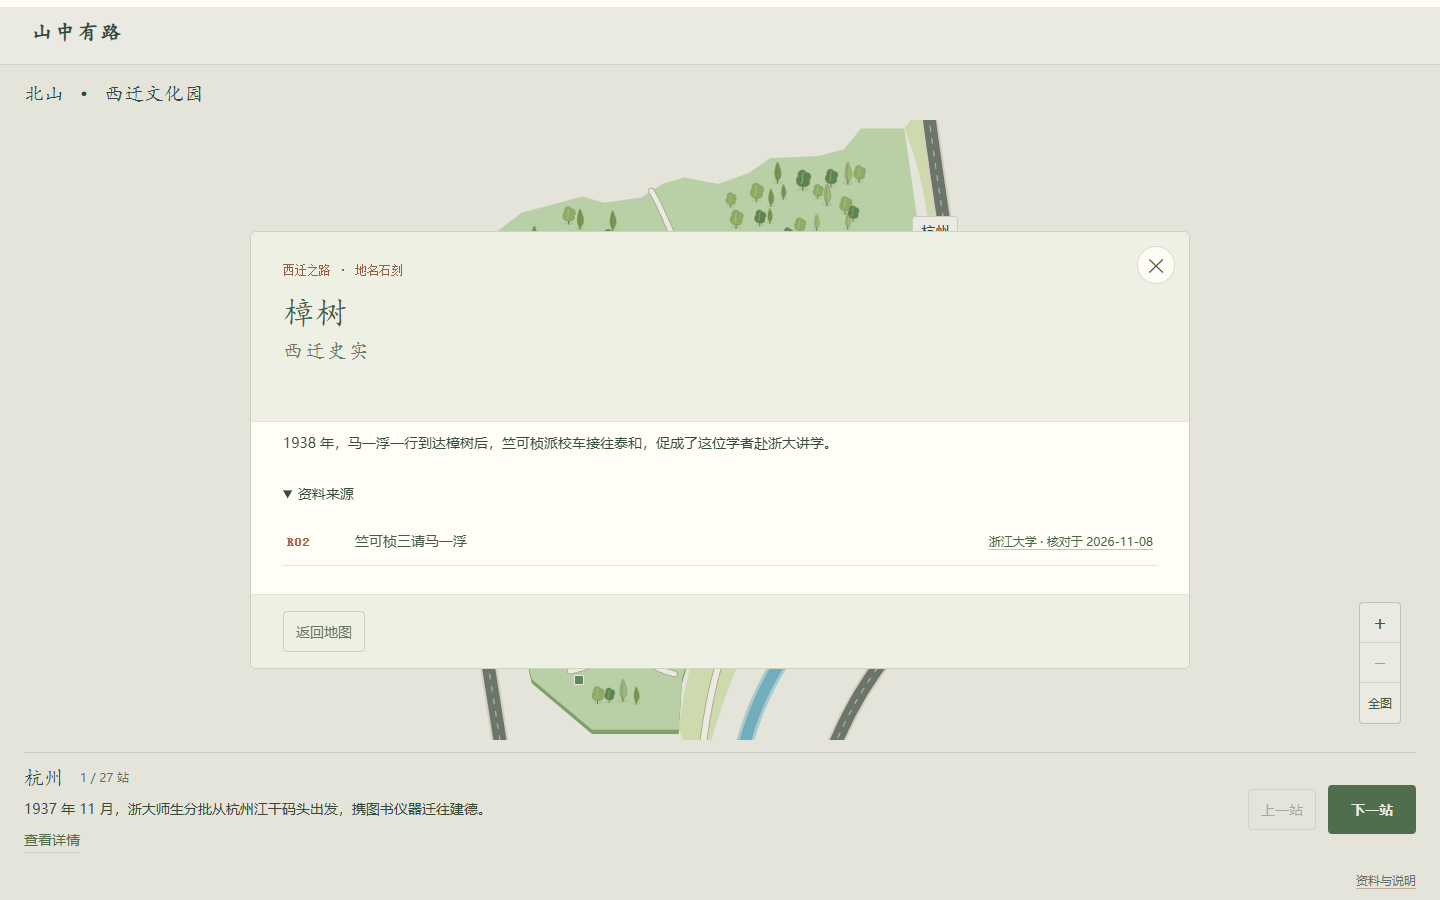 山中有路
北山 • 西迁文化园
杭州
西迁之路 · 地名石刻
樟树
西迁史实
1938 年，马一浮一行到达樟树后，竺可桢派校车接往泰和，促成了这位学者赴浙大讲学。
▼ 资料来源
R02 竺可桢三请马一浮 浙江大学 · 核对于 2026-11-08
返回地图
+
−
全图
杭州 1 / 27 站
1937 年 11 月，浙大师生分批从杭州江干码头出发，携图书仪器迁往建德。
查看详情
上一站 下一站
资料与说明